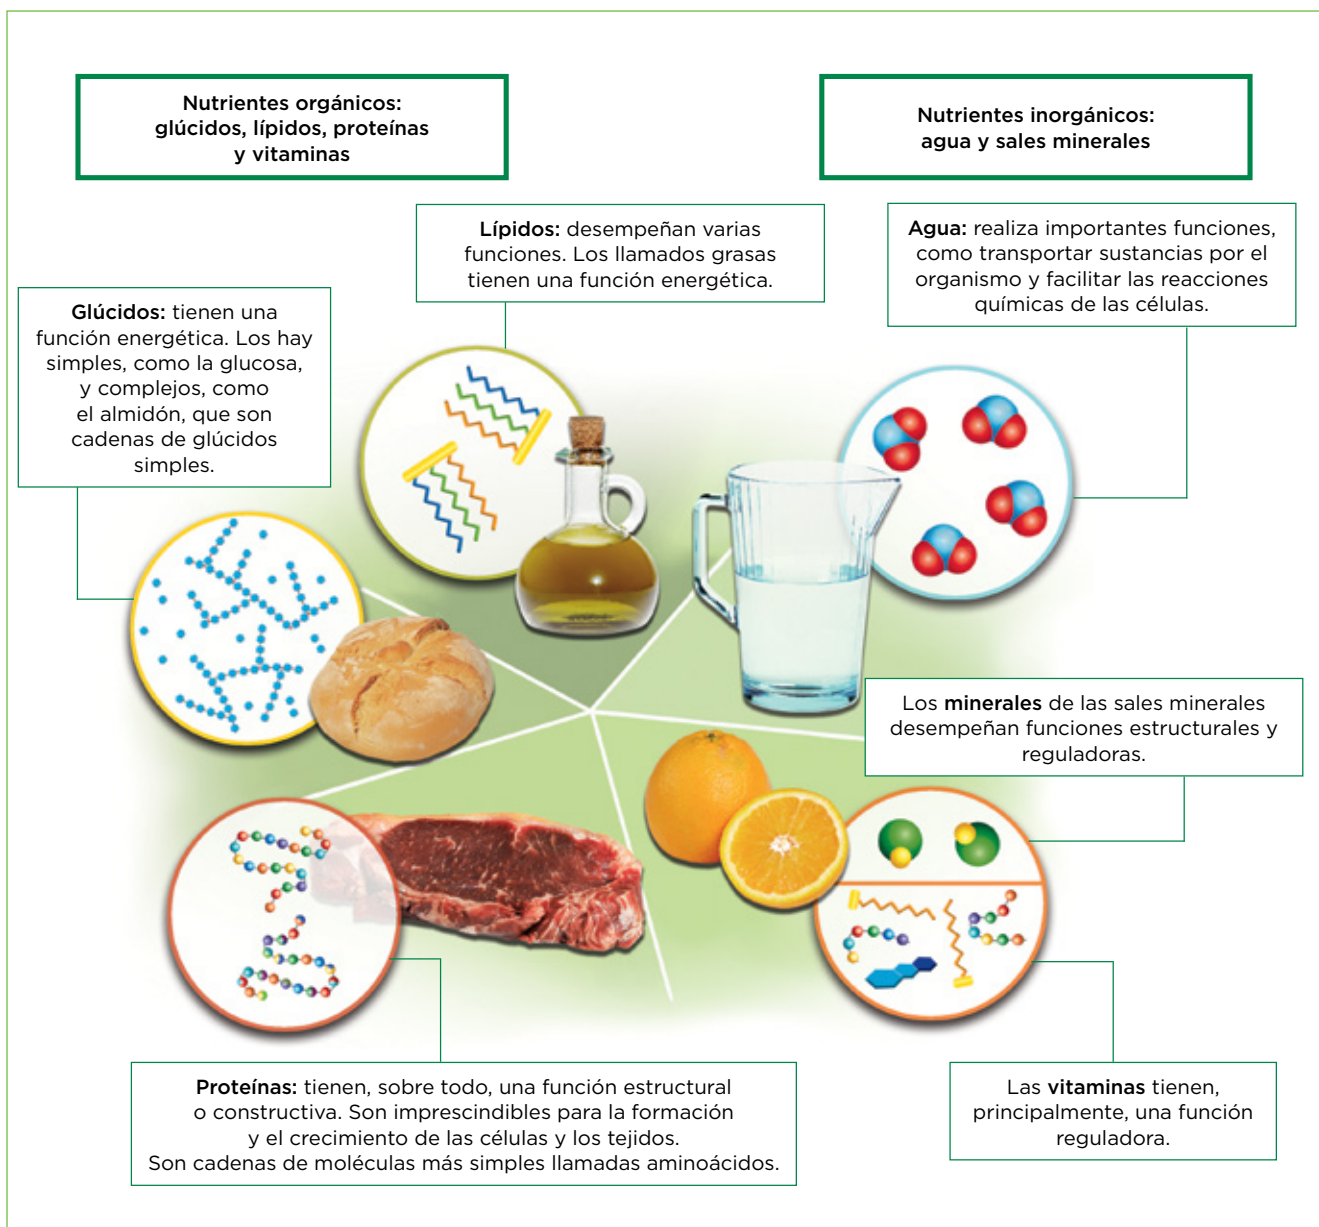 Nutrientes orgánicos:
glúcidos, lípidos, proteínas
y vitaminas
Nutrientes inorgánicos:
agua y sales minerales
Lípidos: desempeñan varias
funciones. Los llamados grasas
tienen una función energética.
Agua: realiza importantes funciones,
como transportar sustancias por el
organismo y facilitar las reacciones
químicas de las células.
Glúcidos: tienen una
función energética. Los hay
simples, como la glucosa,
y complejos, como
el almidón, que son
cadenas de glúcidos
simples.
Los minerales de las sales minerales
desempeñan funciones estructurales y
reguladoras.
Proteínas: tienen, sobre todo, una función estructural
o constructiva. Son imprescindibles para la formación
y el crecimiento de las células y los tejidos.
Son cadenas de moléculas más simples llamadas aminoácidos.
Las vitaminas tienen,
principalmente, una función
reguladora.